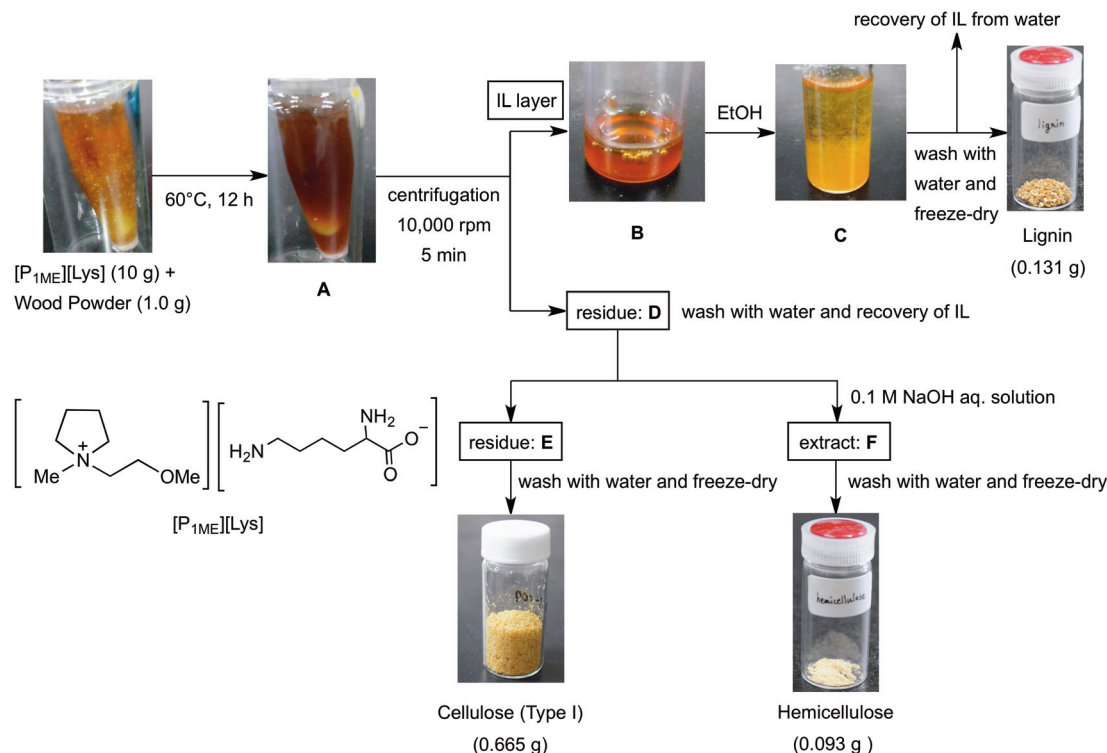 recovery of IL from water
IL layer
EtOH
lignin
60°C, 12 h
centrifugation
10,000 rpm
5 min
wash with
water and
freeze-dry
B
C
A
Lignin
(0.131 g)
[P1ME][Lys] (10 g) +
Wood Powder (1.0 g)
residue: D
wash with water and recovery of IL
0.1 M NaOH aq. solution
NH2
H2N
O−
O
N
+
Me
OMe
[P1ME][Lys]
residue: E
extract: F
wash with water and freeze-dry
wash with water and freeze-dry
hemicellulose
Cellulose (Type I)
(0.665 g)
Hemicellulose
(0.093 g)